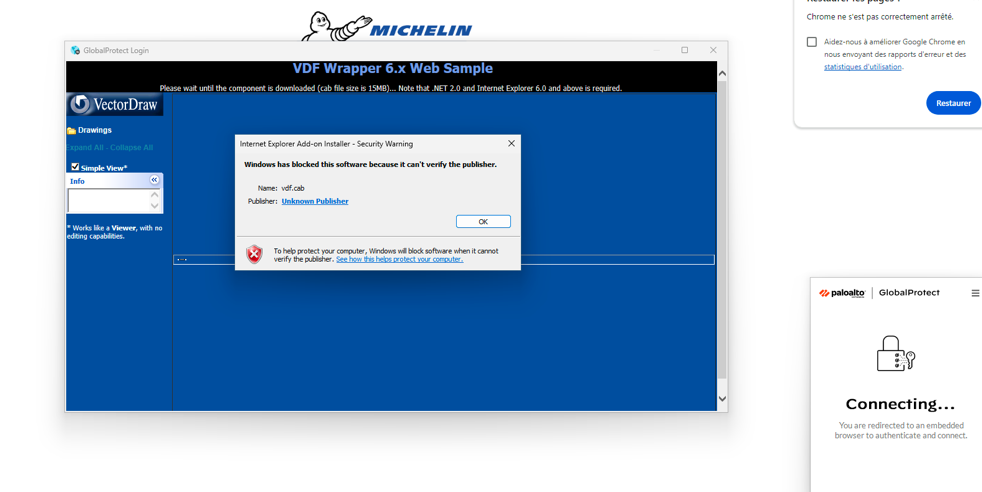 MICHELIN
GlobalProtect Login
VDF Wrapper 6.x Web Sample
Please wait until the component is downloaded (cab file size is 15MB)... Note that .NET 2.0 and Internet Explorer 6.0 and above is required.
VectorDraw
Drawings
Expand All - Collapse All
Simple View*
Info
* Works like a Viewer, with no
editing capabilities.
Internet Explorer Add-on Installer - Security Warning
Windows has blocked this software because it can't verify the publisher.
Name: vdf.cab
Publisher: Unknown Publisher
OK
To help protect your computer, Windows will block software when it cannot
verify the publisher. See how this helps protect your computer.
...
Chrome ne s'est pas correctement arrêté.
Aidez-nous à améliorer Google Chrome en
nous envoyant des rapports d'erreur et des
statistiques d'utilisation.
Restaurer
paloalto
GlobalProtect
Connecting...
You are redirected to an embedded
browser to authenticate and connect.